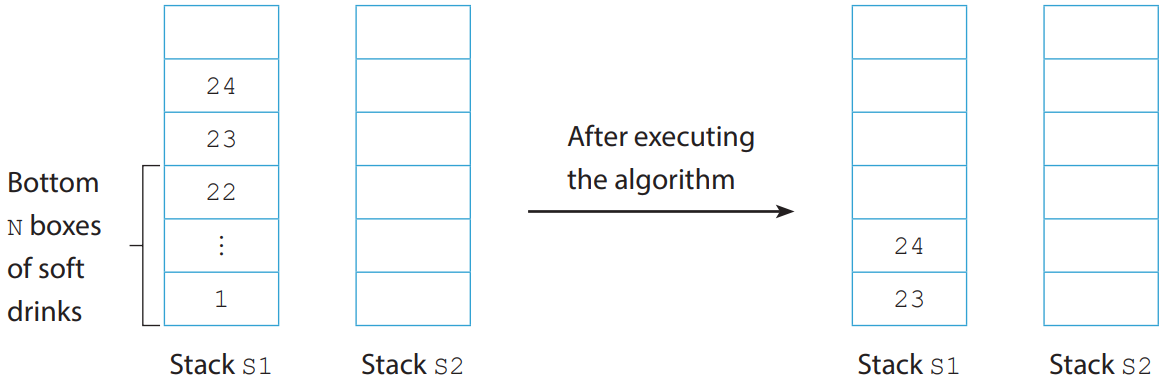 24
23
Bottom
N boxes
of soft
drinks
22
⋮
1
Stack S1
Stack S2
After executing
the algorithm
24
23
Stack S1
Stack S2